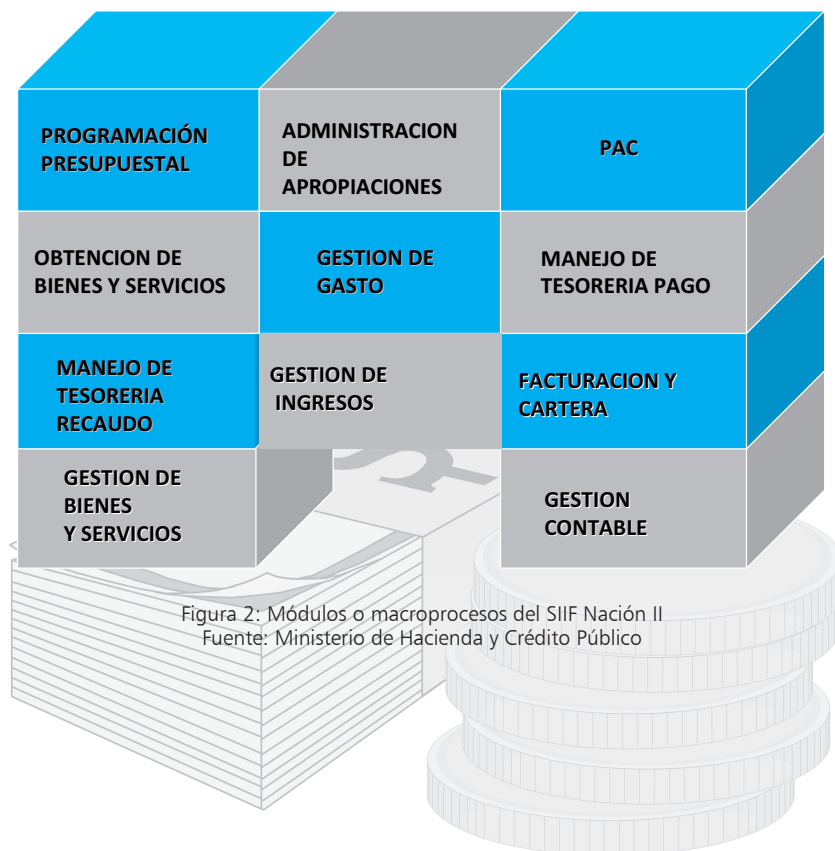 PROGRAMACIÓN
PRESUPUESTAL
ADMINISTRACION
DE
APROPIACIONES
PAC
OBTENCION DE
BIENES Y SERVICIOS
GESTION DE
GASTO
MANEJO DE
TESORERIA PAGO
MANEJO DE
TESORERIA
RECAUDO
GESTION DE
INGRESOS
FACTURACION Y
CARTERA
GESTION DE
BIENES
Y SERVICIOS
GESTION
CONTABLE
Figura 2: Módulos o macroprocesos del SIIF Nación II
Fuente: Ministerio de Hacienda y Crédito Público